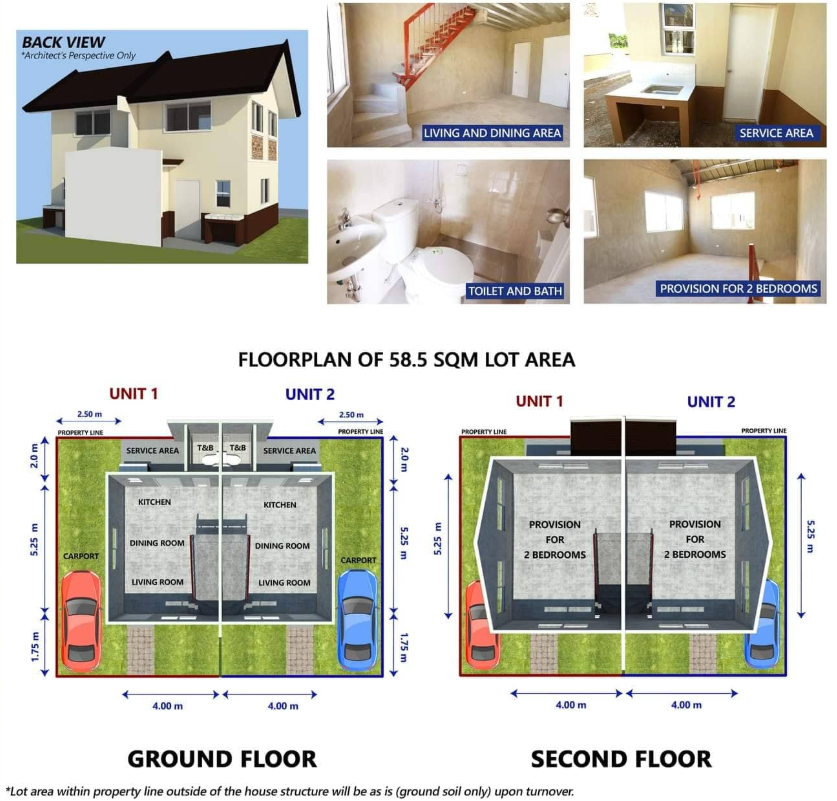 BACK VIEW
*Architect's Perspective Only
LIVING AND DINING AREA
SERVICE AREA
TOILET AND BATH
PROVISION FOR 2 BEDROOMS
FLOORPLAN OF 58.5 SQM LOT AREA
UNIT 1
UNIT 2
2.50 m
2.50 m
PROPERTY LINE
PROPERTY LINE
2.0 m
SERVICE AREA
T&B
T&B
SERVICE AREA
2.0 m
KITCHEN
KITCHEN
5.25 m
DINING ROOM
DINING ROOM
5.25 m
CARPORT
CARPORT
LIVING ROOM
LIVING ROOM
1.75 m
1.75 m
4.00 m
4.00 m
GROUND FLOOR
UNIT 1
UNIT 2
PROPERTY LINE
PROPERTY LINE
5.25 m
PROVISION
FOR
2 BEDROOMS
PROVISION
FOR
2 BEDROOMS
5.25 m
4.00 m
4.00 m
SECOND FLOOR
*Lot area within property line outside of the house structure will be as is (ground soil only) upon turnover.